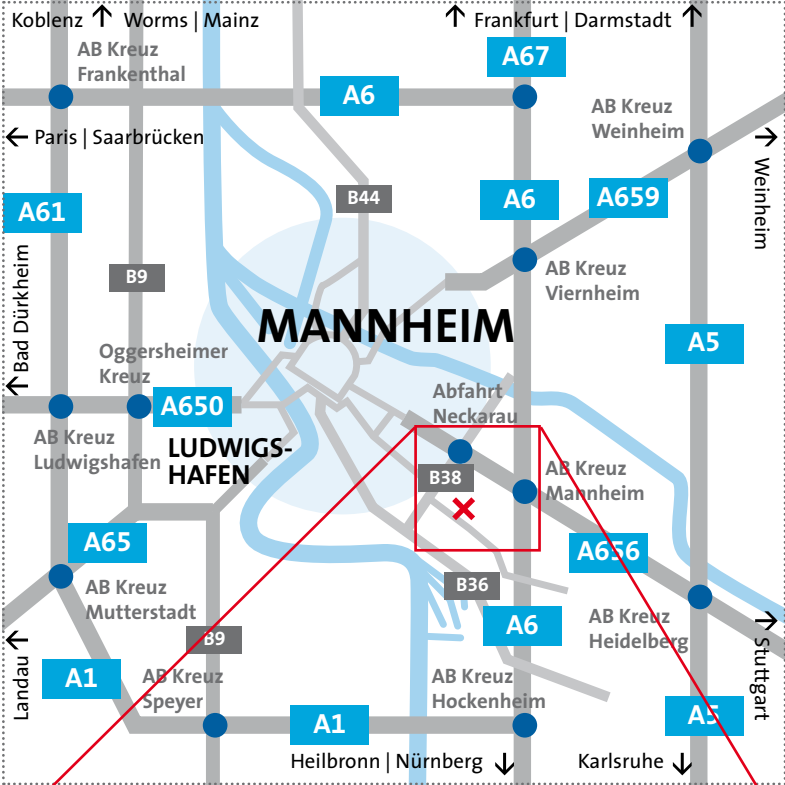 Koblenz
Worms | Mainz
Frankfurt | Darmstadt
AB Kreuz
Frankenthal
A67
A6
AB Kreuz
Weinheim
Paris | Saarbrücken
Weinheim
A61
B44
A6
A659
Bad Dürkheim
B9
AB Kreuz
Viernheim
MANNHEIM
A5
Oggersheimer
Kreuz
A650
Abfahrt
Neckarau
AB Kreuz
Ludwigshafen
LUDWIGS-
HAFEN
B38
AB Kreuz
Mannheim
A65
A656
AB Kreuz
Mutterstadt
B36
A6
AB Kreuz
Heidelberg
Stuttgart
B9
Landau
A1
AB Kreuz
Speyer
AB Kreuz
Hockenheim
A1
A5
Heilbronn | Nürnberg
Karlsruhe